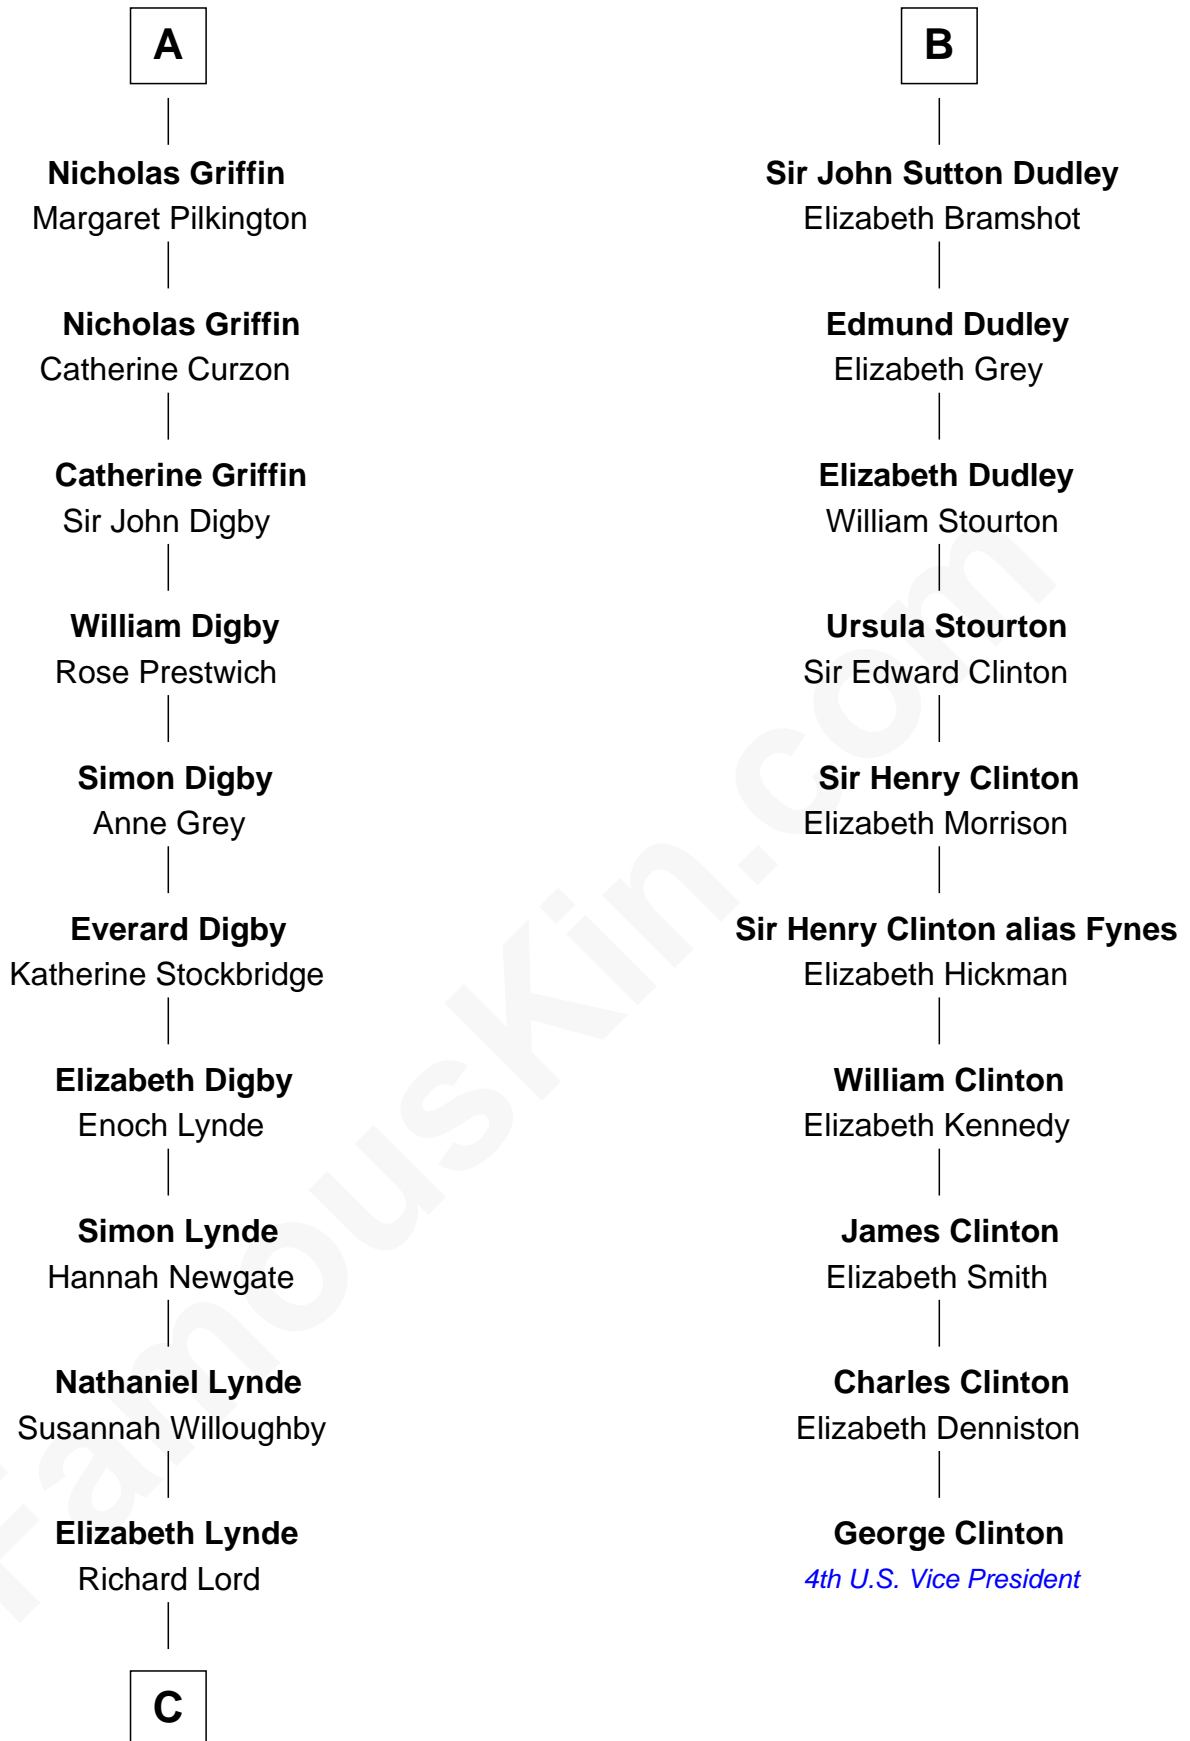 A
Nicholas Griffin
Margaret Pilkington
Nicholas Griffin
Catherine Curzon
Catherine Griffin
Sir John Digby
William Digby
Rose Prestwich
Simon Digby
Anne Grey
Everard Digby
Katherine Stockbridge
Elizabeth Digby
Enoch Lynde
Simon Lynde
Hannah Newgate
Nathaniel Lynde
Susannah Willoughby
Elizabeth Lynde
Richard Lord
C
B
Sir John Sutton Dudley
Elizabeth Bramshot
Edmund Dudley
Elizabeth Grey
Elizabeth Dudley
William Stourton
Ursula Stourton
Sir Edward Clinton
Sir Henry Clinton
Elizabeth Morrison
Sir Henry Clinton alias Fynes
Elizabeth Hickman
William Clinton
Elizabeth Kennedy
James Clinton
Elizabeth Smith
Charles Clinton
Elizabeth Denniston
George Clinton
4th U.S. Vice President
FamousKin.com